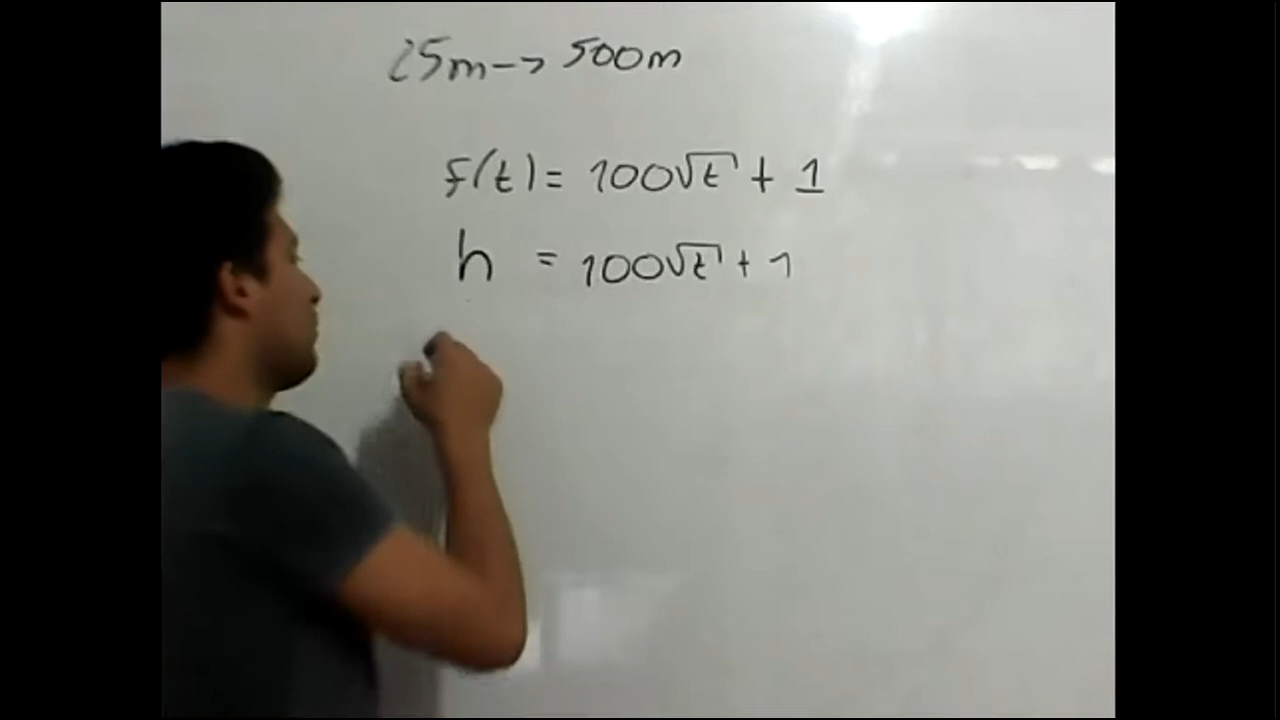 25m -> 500m
f(t) = 100√t + 1
h = 100√t + 1